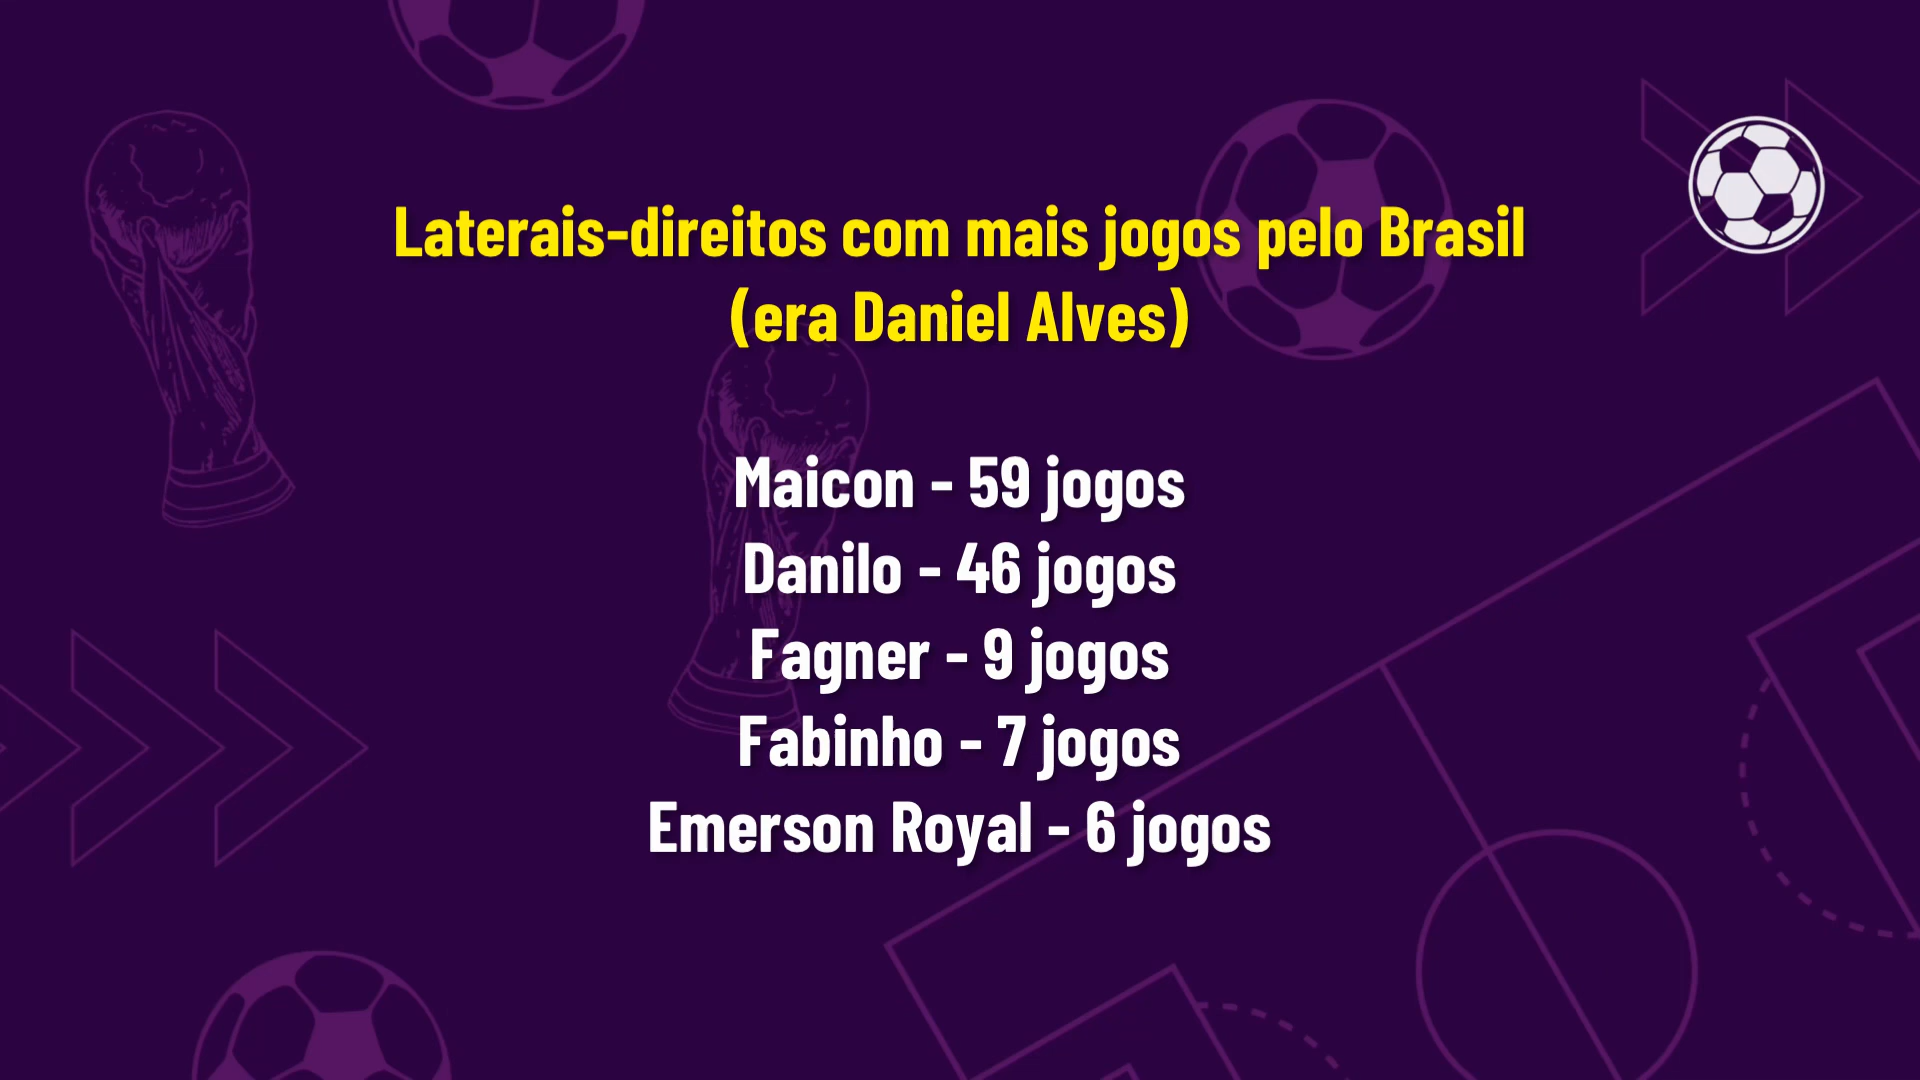 Laterais-direitos com mais jogos pelo Brasil
(era Daniel Alves)
Maicon - 59 jogos
Danilo - 46 jogos
Fagner - 9 jogos
Fabinho - 7 jogos
Emerson Royal - 6 jogos